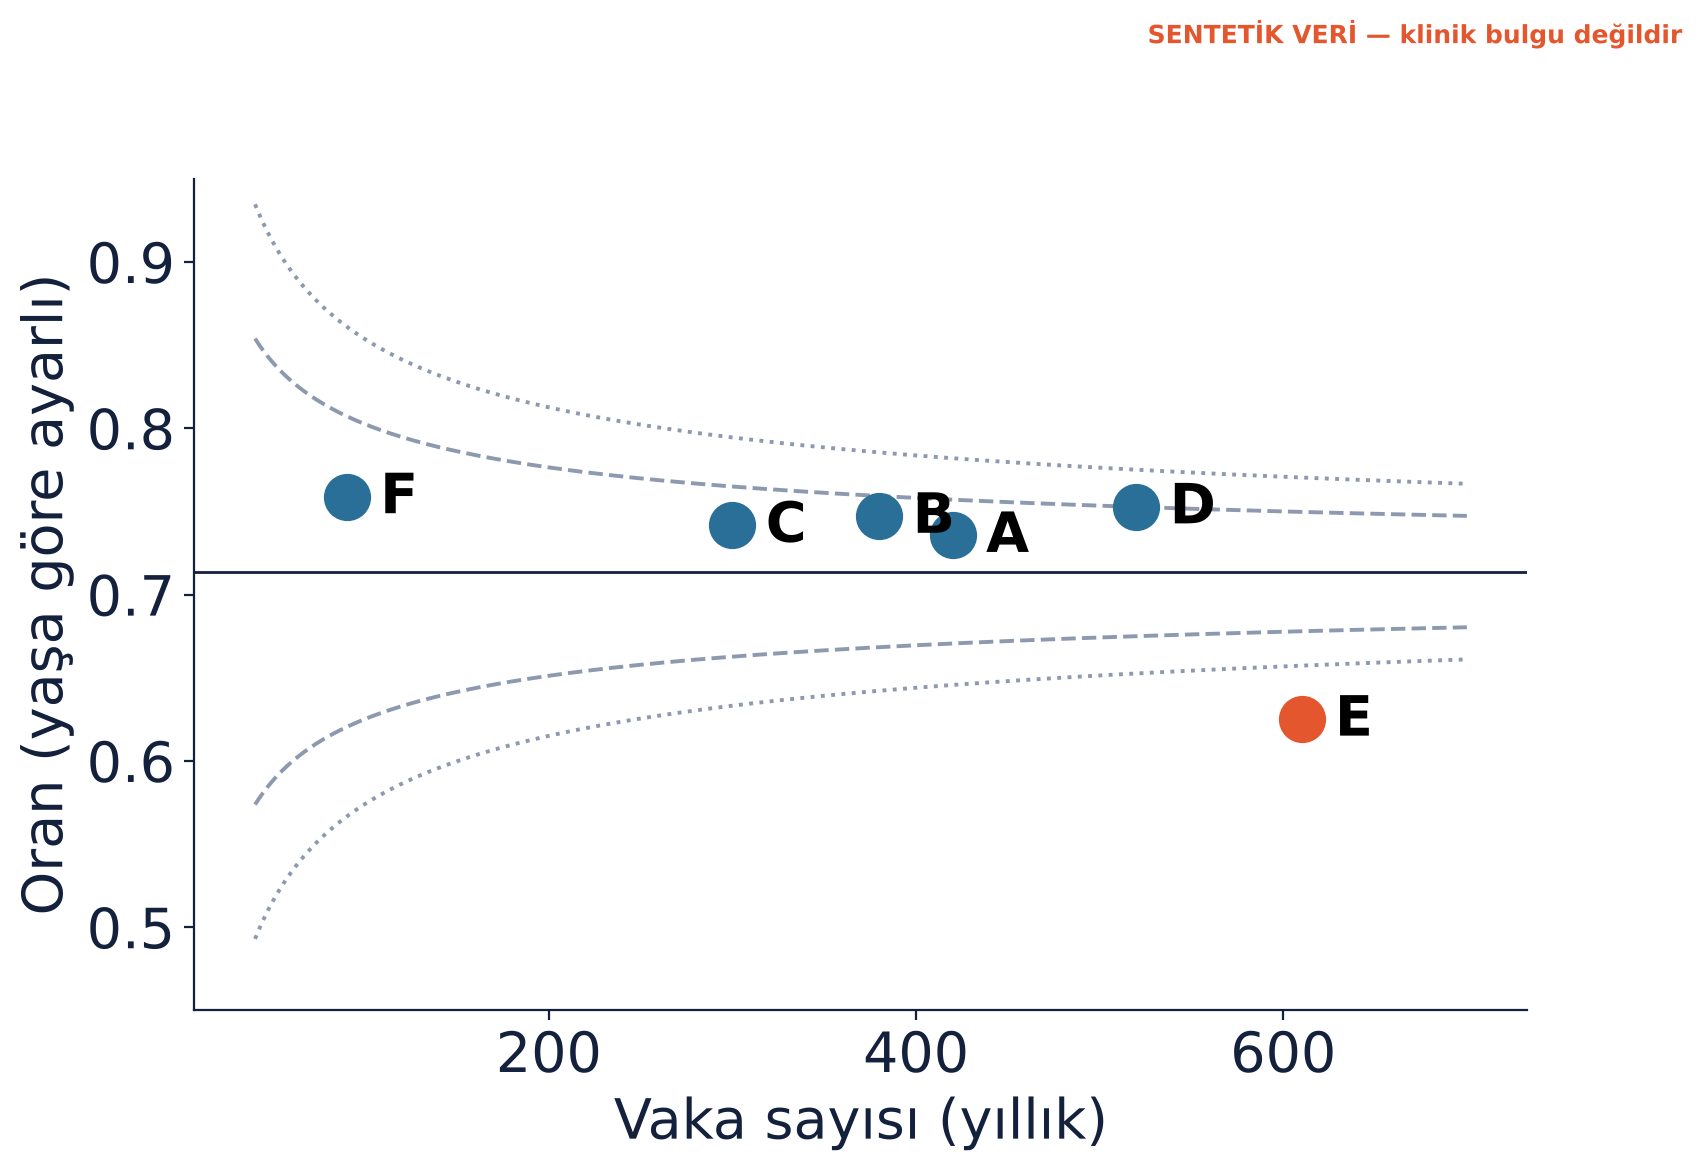 SENTETİK VERİ — klinik bulgu değildir
Oran (yaşa göre ayarlı)
0.9
0.8
0.7
0.6
0.5
F
C
B
A
D
E
200
400
600
Vaka sayısı (yıllık)